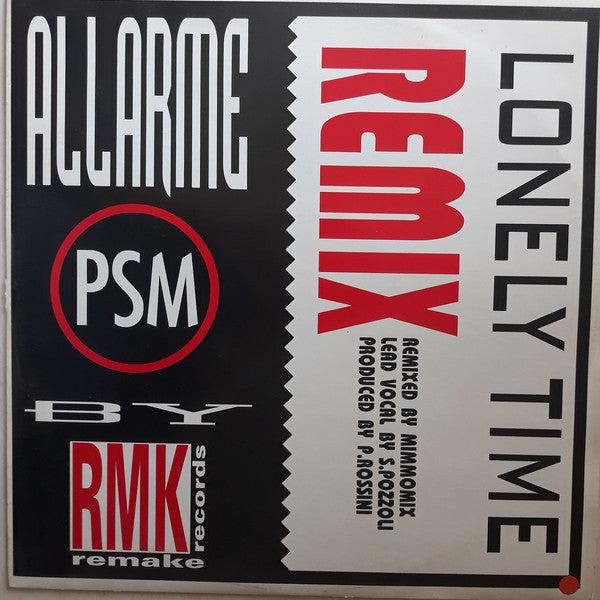 ALLARME
PSM
BY
RMK
records
remake
LONELY TIME
REMIX
REMIXED BY MIMMOMIX
LEAD VOCAL BY S.POZZOLI
PRODUCED BY P.ROSSINI